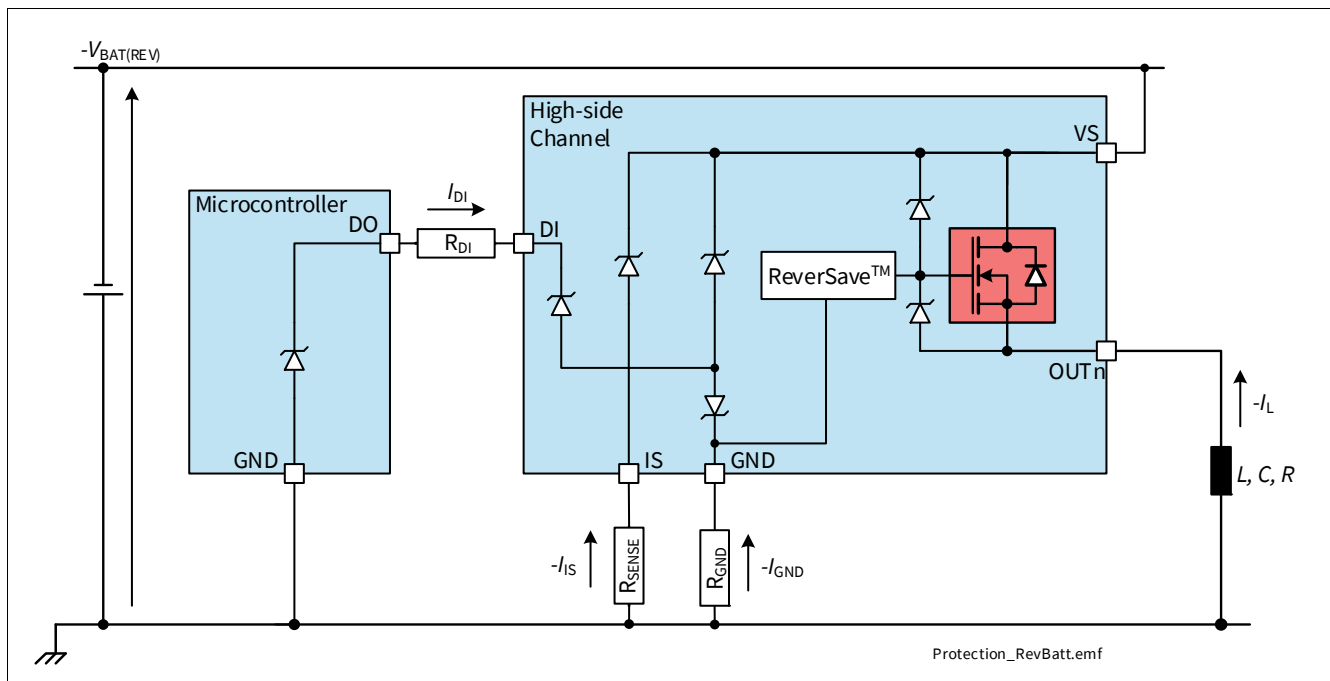 -VBAT(REV)
High-side
Channel
VS
Microcontroller
IDI
DO
RDI
DI
ReverSave™
OUTn
-IL
GND
IS
GND
L, C, R
-IIS
RSENSE
RGND
-IGND
Protection_RevBatt.emf